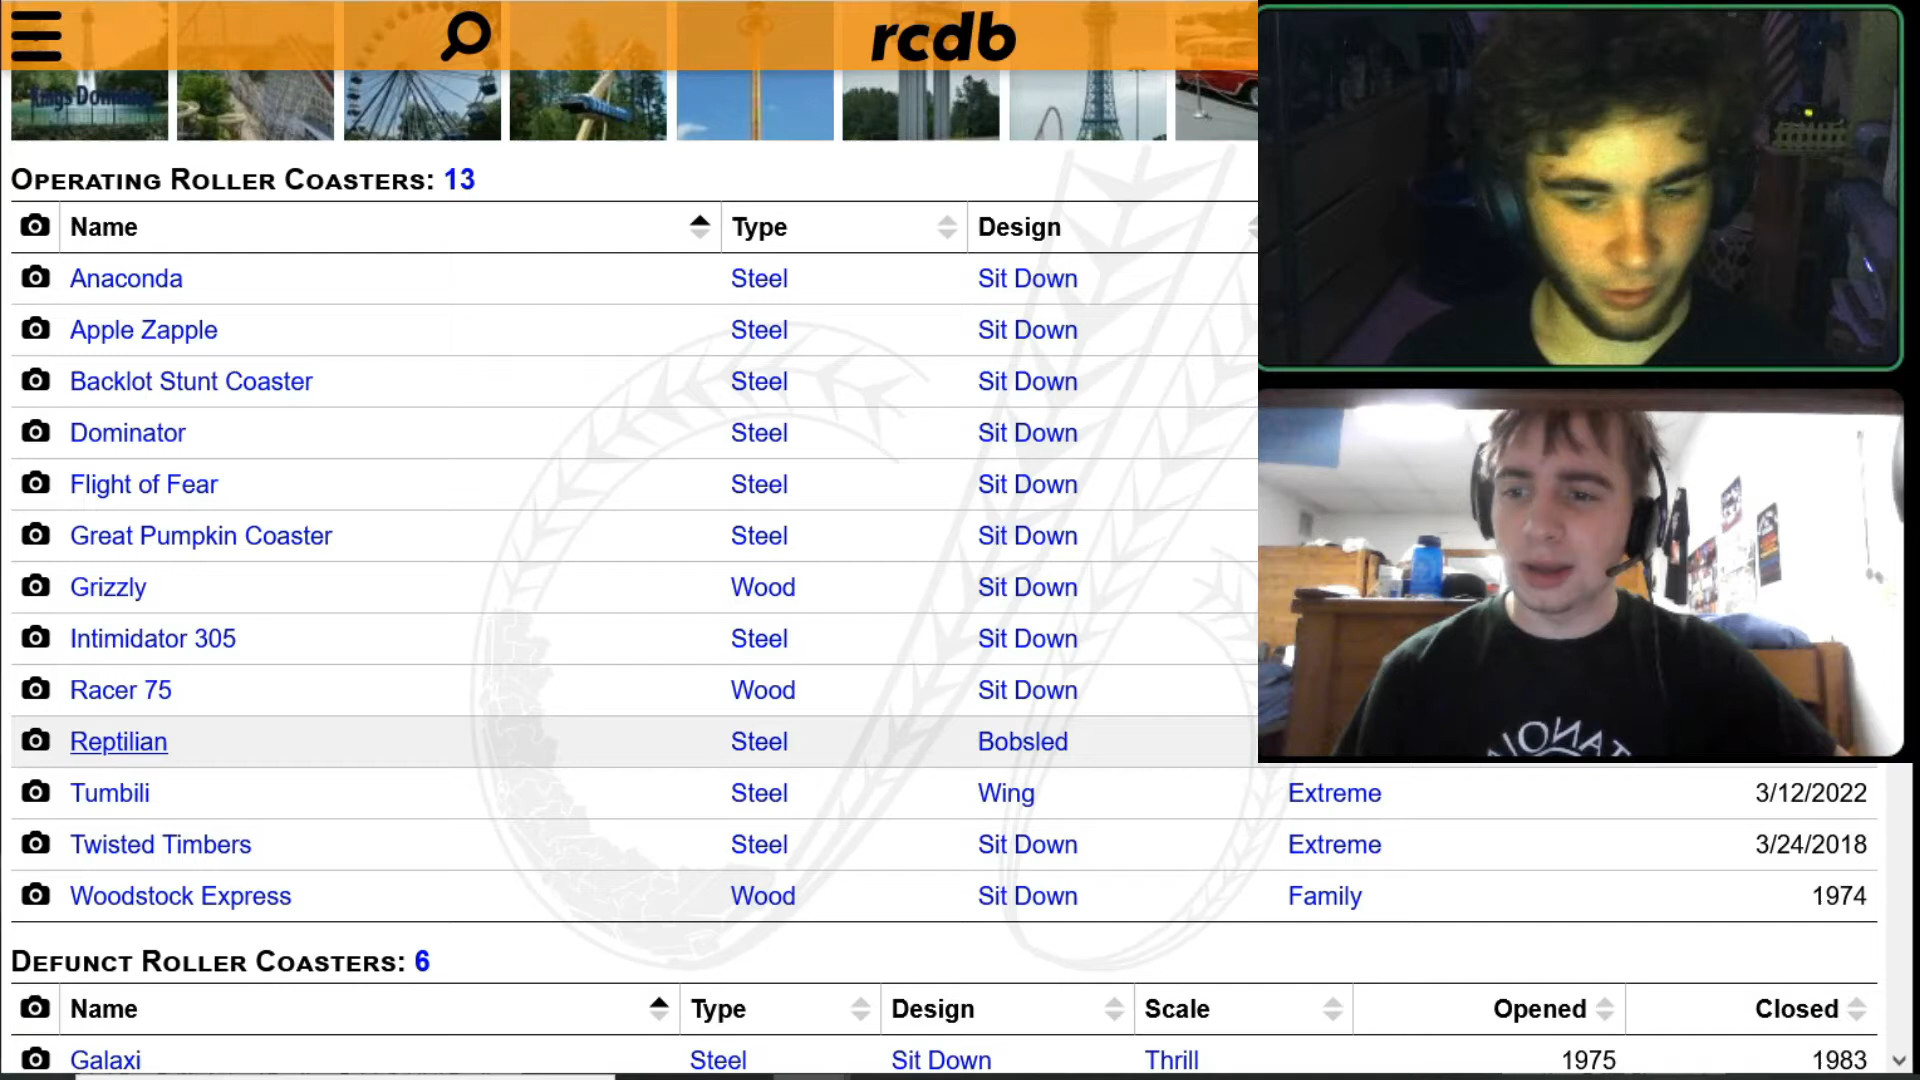 rcdb
Kings Dominion
OPERATING ROLLER COASTERS: 13
Name Type Design
Anaconda Steel Sit Down
Apple Zapple Steel Sit Down
Backlot Stunt Coaster Steel Sit Down
Dominator Steel Sit Down
Flight of Fear Steel Sit Down
Great Pumpkin Coaster Steel Sit Down
Grizzly Wood Sit Down
Intimidator 305 Steel Sit Down
Racer 75 Wood Sit Down
Reptilian Steel Bobsled
Tumbili Steel Wing Extreme 3/12/2022
Twisted Timbers Steel Sit Down Extreme 3/24/2018
Woodstock Express Wood Sit Down Family 1974
DEFUNCT ROLLER COASTERS: 6
Name Type Design Scale Opened Closed
Galaxi Steel Sit Down Thrill 1975 1983